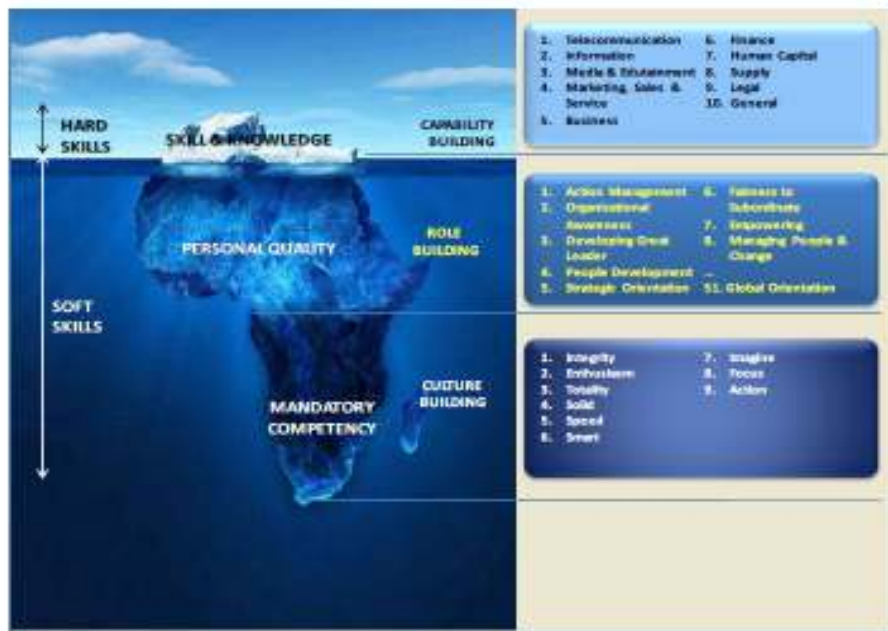 HARD
SKILLS
SKILL & KNOWLEDGE
CAPABILITY
BUILDING
PERSONAL QUALITY
ROLE
BUILDING
SOFT
SKILLS
MANDATORY
COMPETENCY
CULTURE
BUILDING
1. Telecommunication
2. Information
3. Media & Edutainment
4. Marketing, Sales &
Service
5. Business
6. Finance
7. Human Capital
8. Supply
9. Legal
10. General
1. Action Management
2. Organisational
Awareness
3. Developing Great
Leader
4. People Development
5. Strategic Orientation
6. Fairness to
Subordinate
7. Empowering
8. Managing People &
Change
...
51. Global Orientation
1. Integrity
2. Enthusiasm
3. Totality
4. Solid
5. Speed
6. Smart
7. Imagine
8. Focus
9. Action